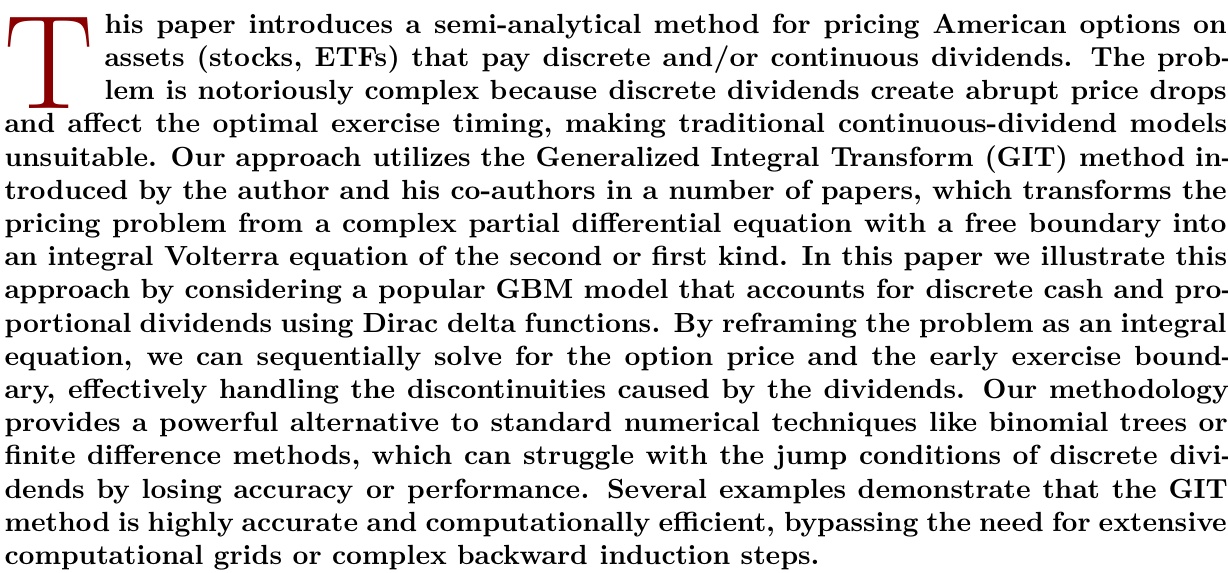 This paper introduces a semi-analytical method for pricing American options on
assets (stocks, ETFs) that pay discrete and/or continuous dividends. The prob-
lem is notoriously complex because discrete dividends create abrupt price drops
and affect the optimal exercise timing, making traditional continuous-dividend models
unsuitable. Our approach utilizes the Generalized Integral Transform (GIT) method in-
troduced by the author and his co-authors in a number of papers, which transforms the
pricing problem from a complex partial differential equation with a free boundary into
an integral Volterra equation of the second or first kind. In this paper we illustrate this
approach by considering a popular GBM model that accounts for discrete cash and pro-
portional dividends using Dirac delta functions. By reframing the problem as an integral
equation, we can sequentially solve for the option price and the early exercise bound-
ary, effectively handling the discontinuities caused by the dividends. Our methodology
provides a powerful alternative to standard numerical techniques like binomial trees or
finite difference methods, which can struggle with the jump conditions of discrete divi-
dends by losing accuracy or performance. Several examples demonstrate that the GIT
method is highly accurate and computationally efficient, bypassing the need for extensive
computational grids or complex backward induction steps.